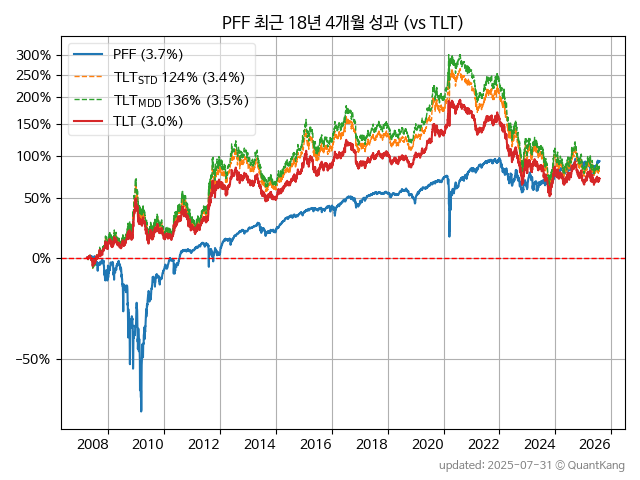 PFF 최근 18년 4개월 성과 (vs TLT)
PFF (3.7%)
TLT_STD 124% (3.4%)
TLT_MDD 136% (3.5%)
TLT (3.0%)
300%
250%
200%
150%
100%
50%
0%
−50%
2008 2010 2012 2014 2016 2018 2020 2022 2024 2026
updated: 2025-07-31 © QuantKang